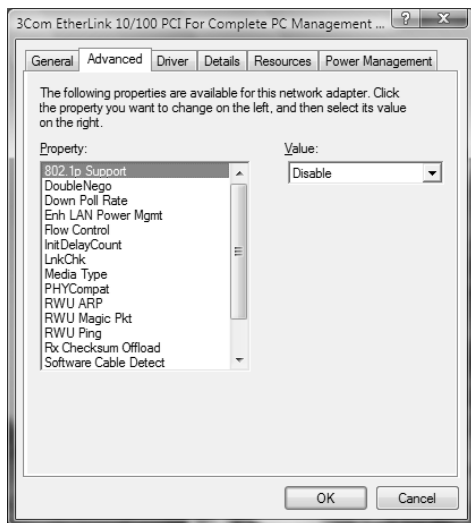 3Com EtherLink 10/100 PCI For Complete PC Management ...
General Advanced Driver Details Resources Power Management
The following properties are available for this network adapter. Click
the property you want to change on the left, and then select its value
on the right.
Property:
802.1p Support
DoubleNego
Down Poll Rate
Enh LAN Power Mgmt
Flow Control
InitDelayCount
LnkChk
Media Type
PHYCompat
RWU ARP
RWU Magic Pkt
RWU Ping
Rx Checksum Offload
Software Cable Detect
Value:
Disable
OK Cancel